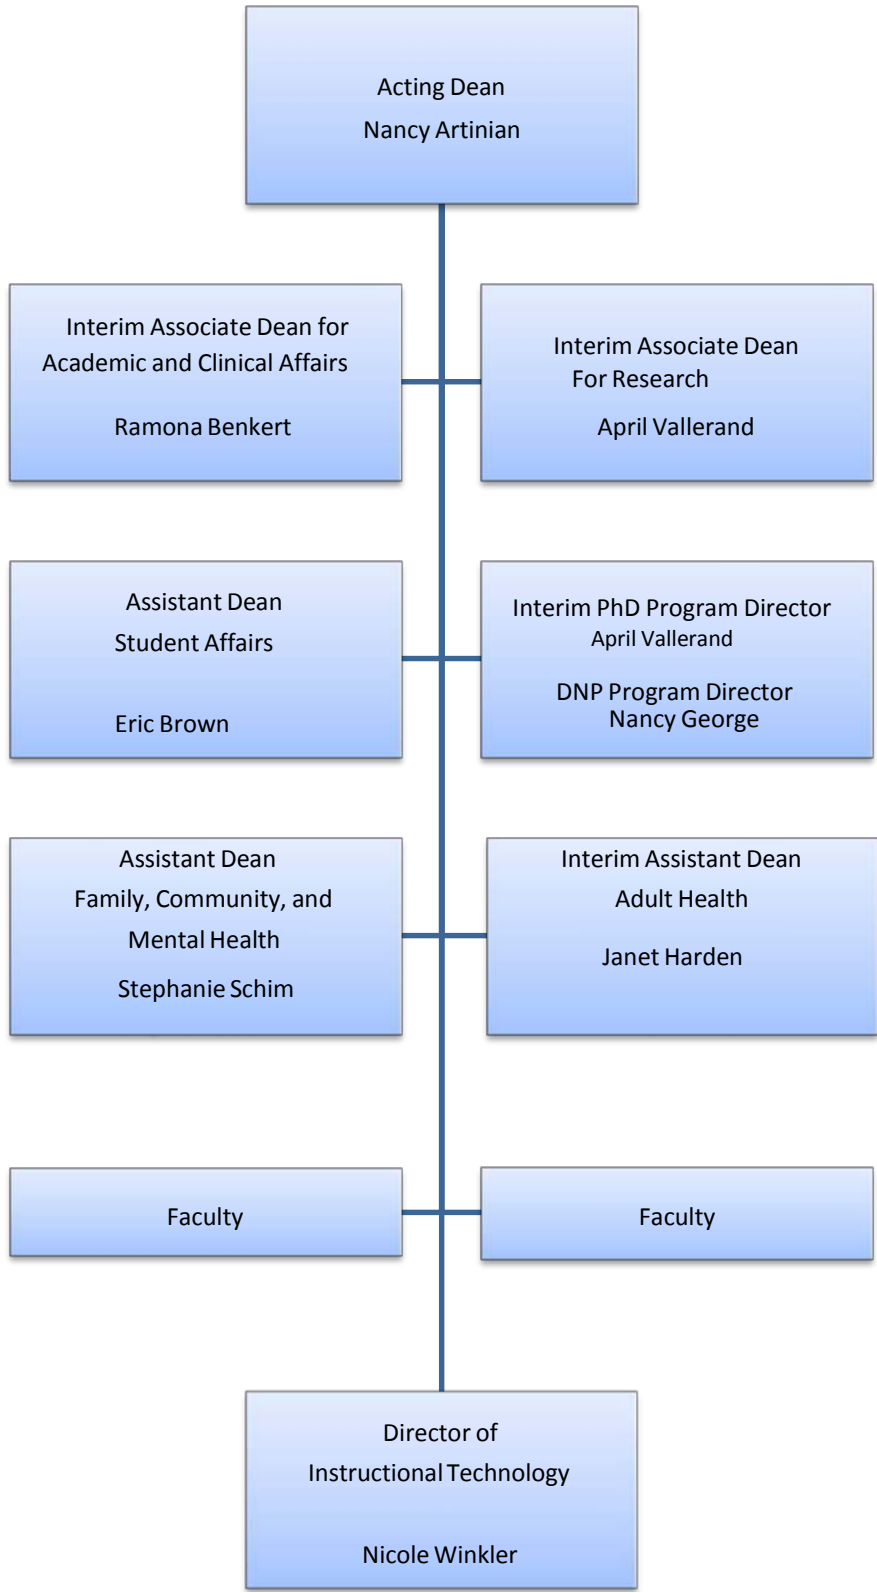 Acting Dean
Nancy Artinian
Interim Associate Dean for
Academic and Clinical Affairs
Ramona Benkert
Interim Associate Dean
For Research
April Vallerand
Assistant Dean
Student Affairs
Eric Brown
Interim PhD Program Director
April Vallerand
DNP Program Director
Nancy George
Assistant Dean
Family, Community, and
Mental Health
Stephanie Schim
Interim Assistant Dean
Adult Health
Janet Harden
Faculty
Faculty
Director of
Instructional Technology
Nicole Winkler